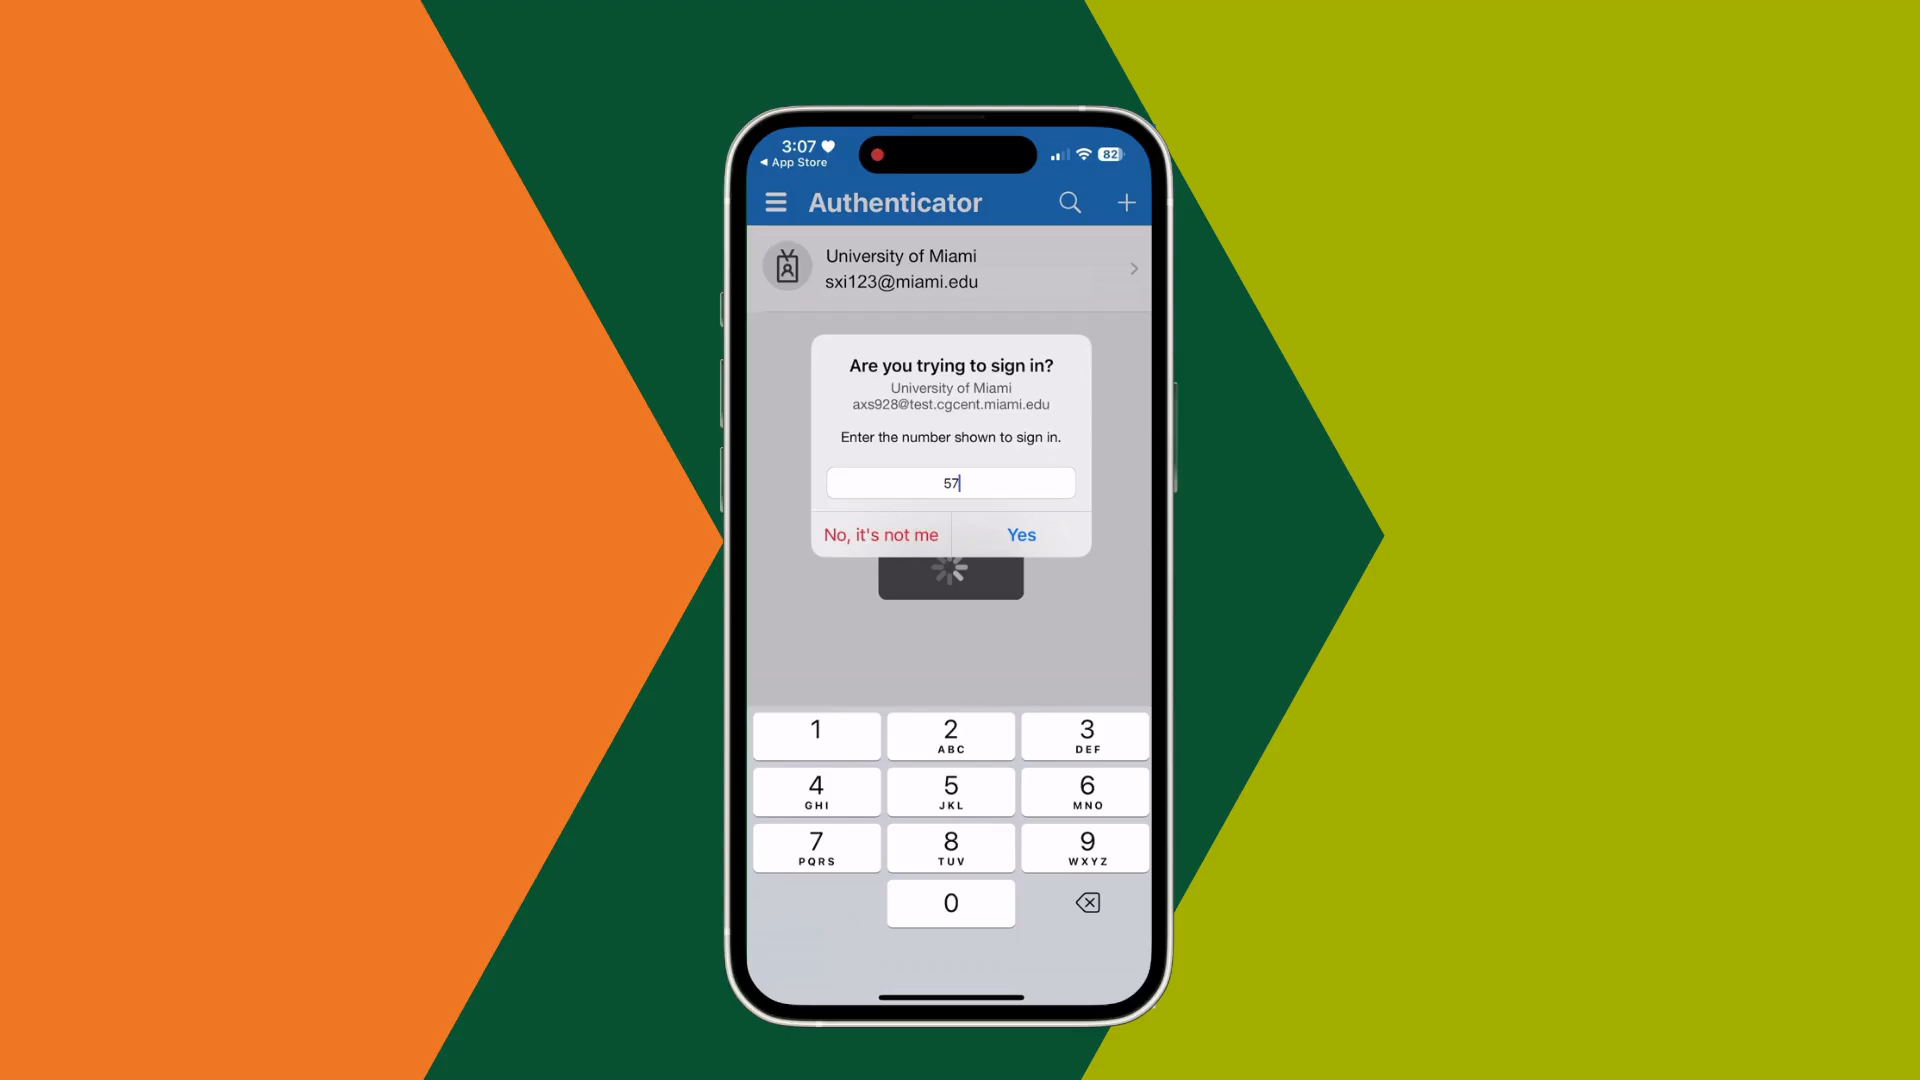 3:07
82
App Store
Authenticator
University of Miami
sxi123@miami.edu
Are you trying to sign in?
University of Miami
axs928@test.cgcent.miami.edu
Enter the number shown to sign in.
57
No, it's not me
Yes
1
2
ABC
3
DEF
4
GHI
5
JKL
6
MNO
7
PQRS
8
TUV
9
WXYZ
0